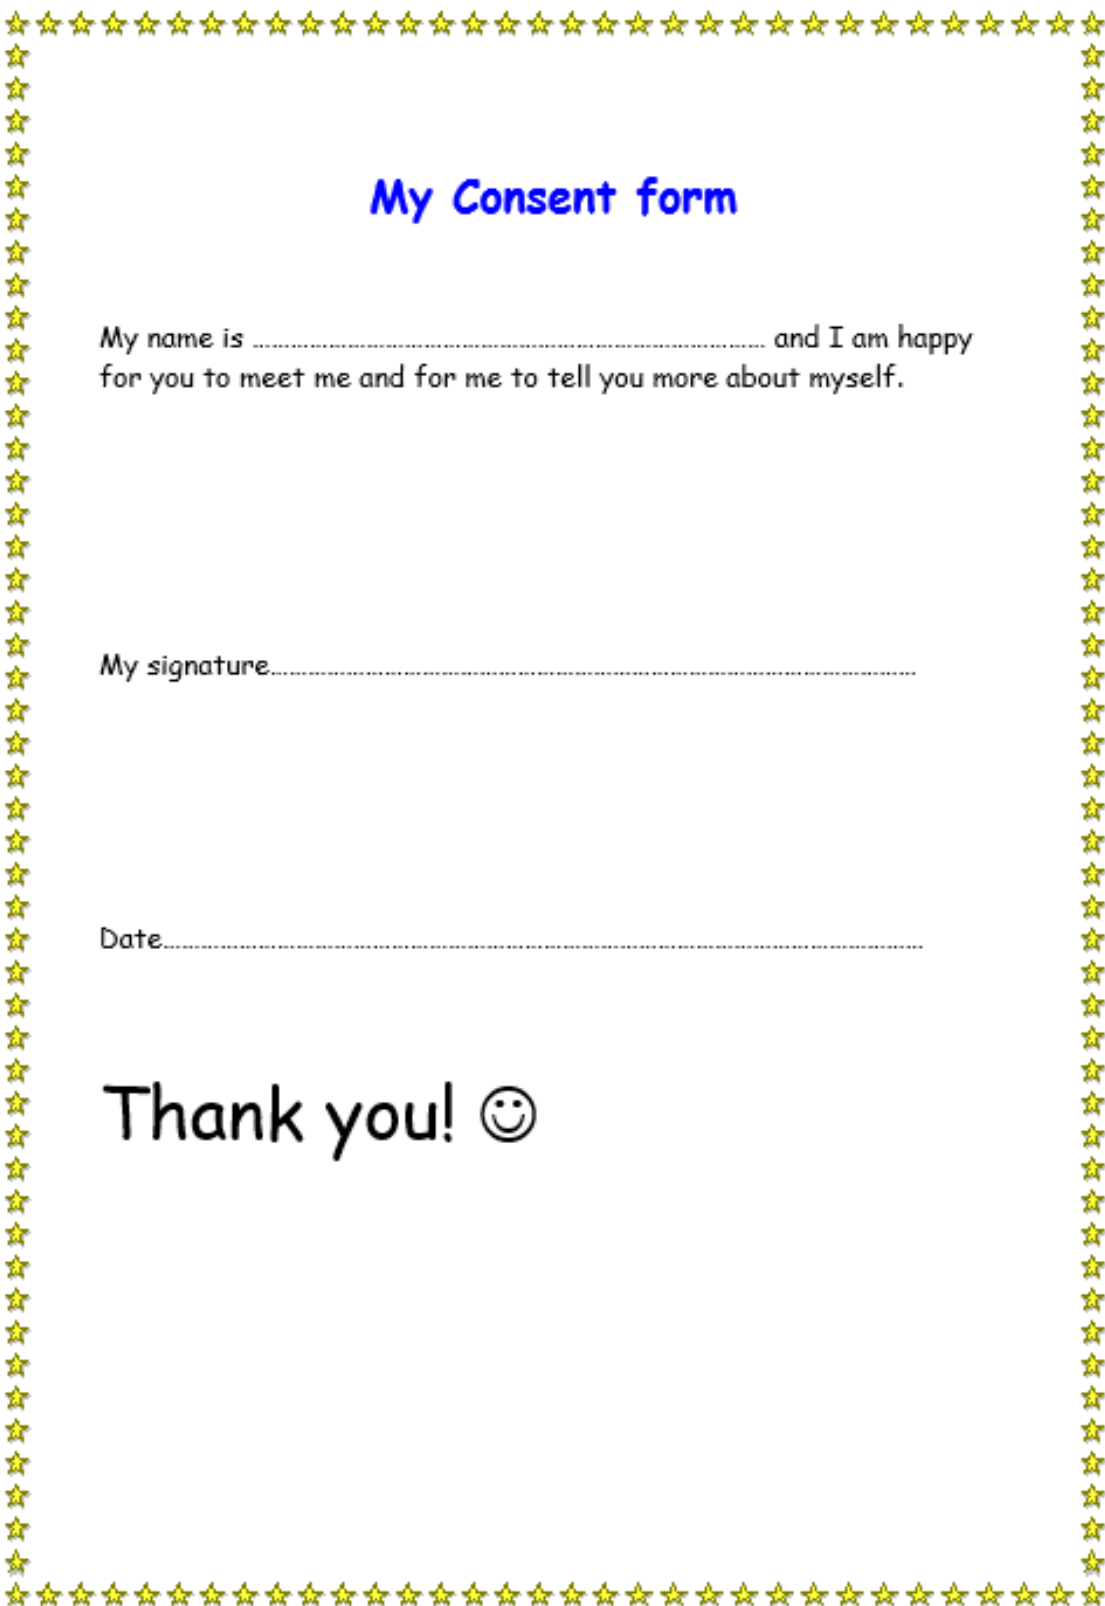 My Consent form
My name is ........................................................................ and I am happy
for you to meet me and for me to tell you more about myself.
My signature..........................................................................................
Date..........................................................................................................
Thank you! ☺